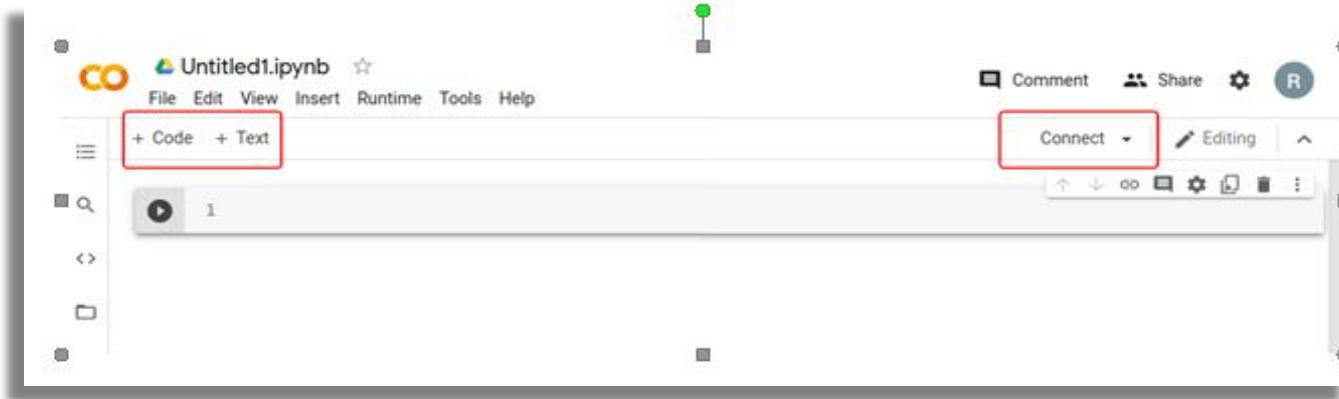 CO Untitled1.ipynb
File Edit View Insert Runtime Tools Help
Comment Share R
+ Code + Text
Connect Editing
1